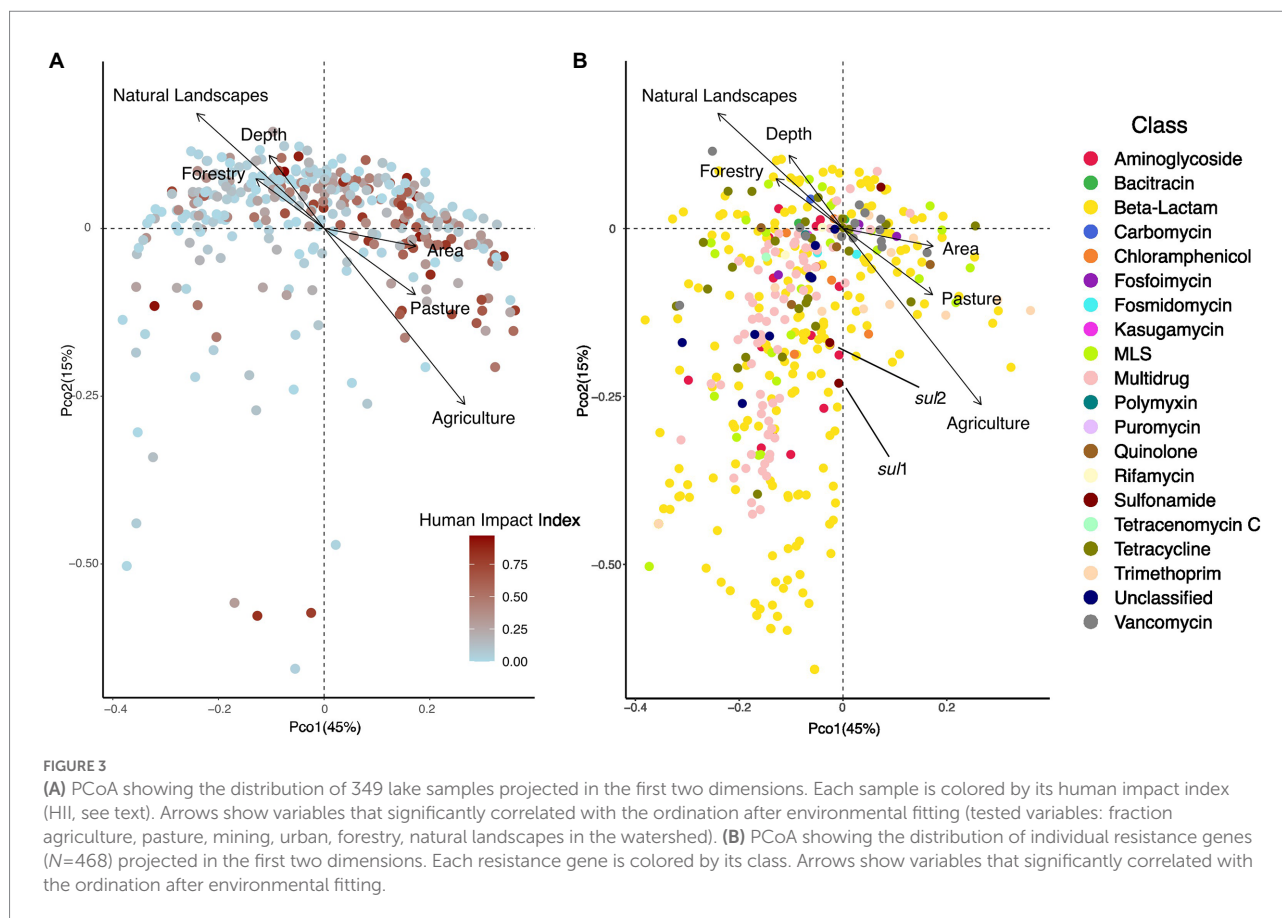 A
Natural Landscapes
Depth
Forestry
Area
Pasture
Agriculture
0
−0.25
−0.50
Pco2(15%)
−0.4
−0.2
0
0.2
Pco1(45%)
Human Impact Index
0.75
0.50
0.25
0.00
B
Natural Landscapes
Depth
Forestry
Area
Pasture
Agriculture
sul2
sul1
0
−0.25
−0.50
Pco2(15%)
−0.4
−0.2
0
0.2
Pco1(45%)
Class
Aminoglycoside
Bacitracin
Beta-Lactam
Carbomycin
Chloramphenicol
Fosfoimycin
Fosmidomycin
Kasugamycin
MLS
Multidrug
Polymyxin
Puromycin
Quinolone
Rifamycin
Sulfonamide
Tetracenomycin C
Tetracycline
Trimethoprim
Unclassified
Vancomycin
FIGURE 3
(A) PCoA showing the distribution of 349 lake samples projected in the first two dimensions. Each sample is colored by its human impact index
(HII, see text). Arrows show variables that significantly correlated with the ordination after environmental fitting (tested variables: fraction
agriculture, pasture, mining, urban, forestry, natural landscapes in the watershed). (B) PCoA showing the distribution of individual resistance genes
(N=468) projected in the first two dimensions. Each resistance gene is colored by its class. Arrows show variables that significantly correlated with
the ordination after environmental fitting.